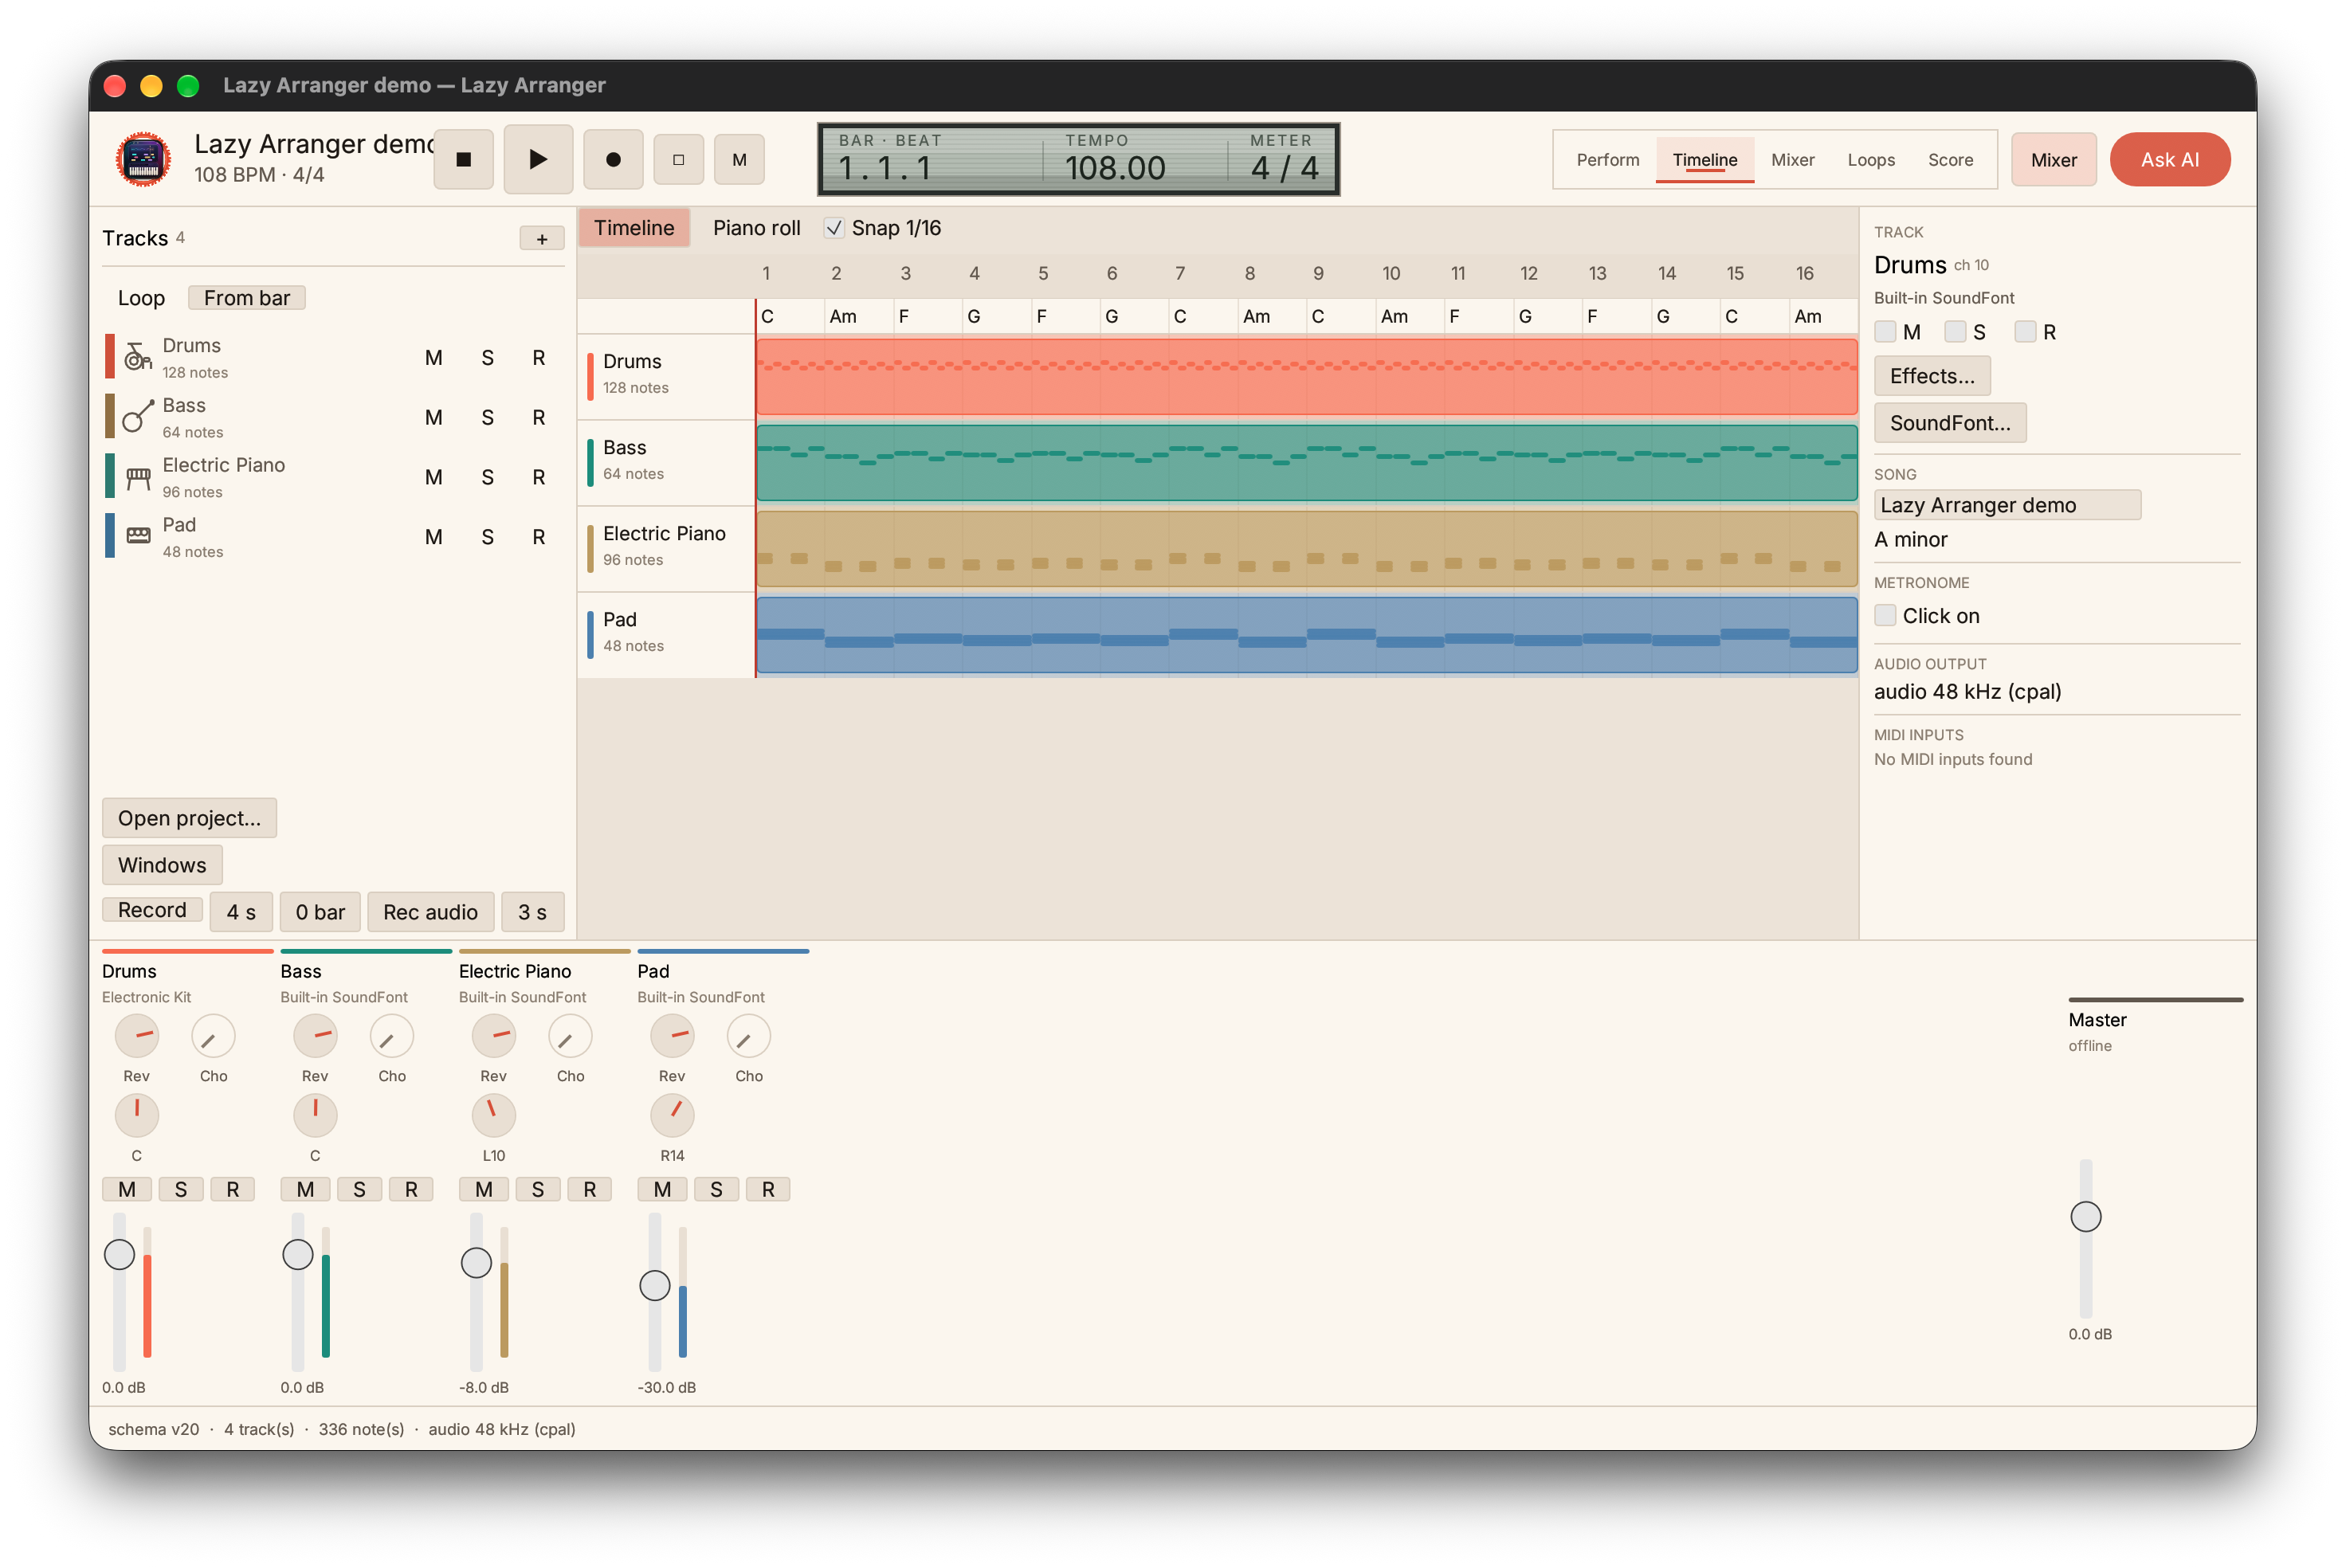 Lazy Arranger demo — Lazy Arranger
Lazy Arranger demo
108 BPM · 4/4
M
BAR · BEAT TEMPO METER
1.1.1 108.00 4/4
Perform Timeline Mixer Loops Score
Mixer
Ask AI
Tracks 4
+
Loop From bar
Drums
128 notes
M S R
Bass
64 notes
M S R
Electric Piano
96 notes
M S R
Pad
48 notes
M S R
Open project...
Windows
Record 4 s 0 bar Rec audio 3 s
Timeline Piano roll Snap 1/16
1 2 3 4 5 6 7 8 9 10 11 12 13 14 15 16
C Am F G F G C Am C Am F G F G C Am
Drums
128 notes
Bass
64 notes
Electric Piano
96 notes
Pad
48 notes
TRACK
Drums ch 10
Built-in SoundFont
M S R
Effects...
SoundFont...
SONG
Lazy Arranger demo
A minor
METRONOME
Click on
AUDIO OUTPUT
audio 48 kHz (cpal)
MIDI INPUTS
No MIDI inputs found
Drums
Electronic Kit
Rev Cho
C
M S R
0.0 dB
Bass
Built-in SoundFont
Rev Cho
C
M S R
0.0 dB
Electric Piano
Built-in SoundFont
Rev Cho
L10
M S R
-8.0 dB
Pad
Built-in SoundFont
Rev Cho
R14
M S R
-30.0 dB
Master
offline
0.0 dB
schema v20 · 4 track(s) · 336 note(s) · audio 48 kHz (cpal)